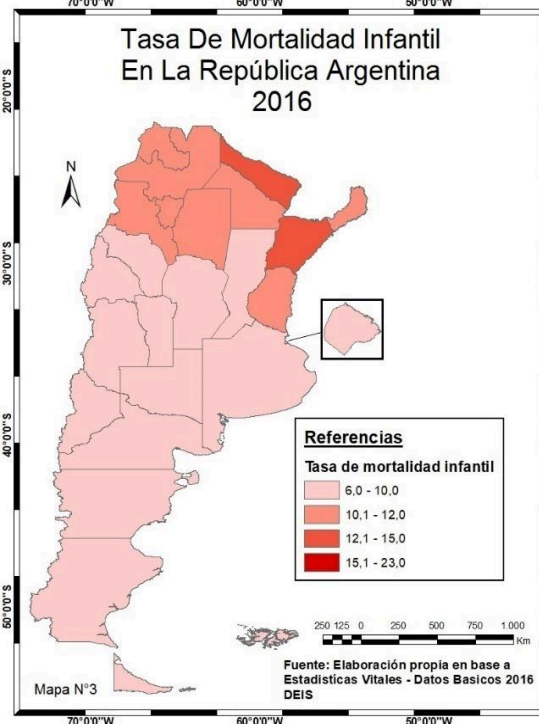 70°0'0"W 60°0'0"W 50°0'0"W
Tasa De Mortalidad Infantil
En La República Argentina
2016
20°0'0"S
N
30°0'0"S
40°0'0"S
Referencias
Tasa de mortalidad infantil
6,0 - 10,0
10,1 - 12,0
12,1 - 15,0
15,1 - 23,0
60°0'0"S
250 125 0 250 500 750 1.000
Km
Fuente: Elaboración propia en base a
Estadisticas Vitales - Datos Basicos 2016
DEIS
Mapa N°3
70°0'0"W 60°0'0"W 50°0'0"W